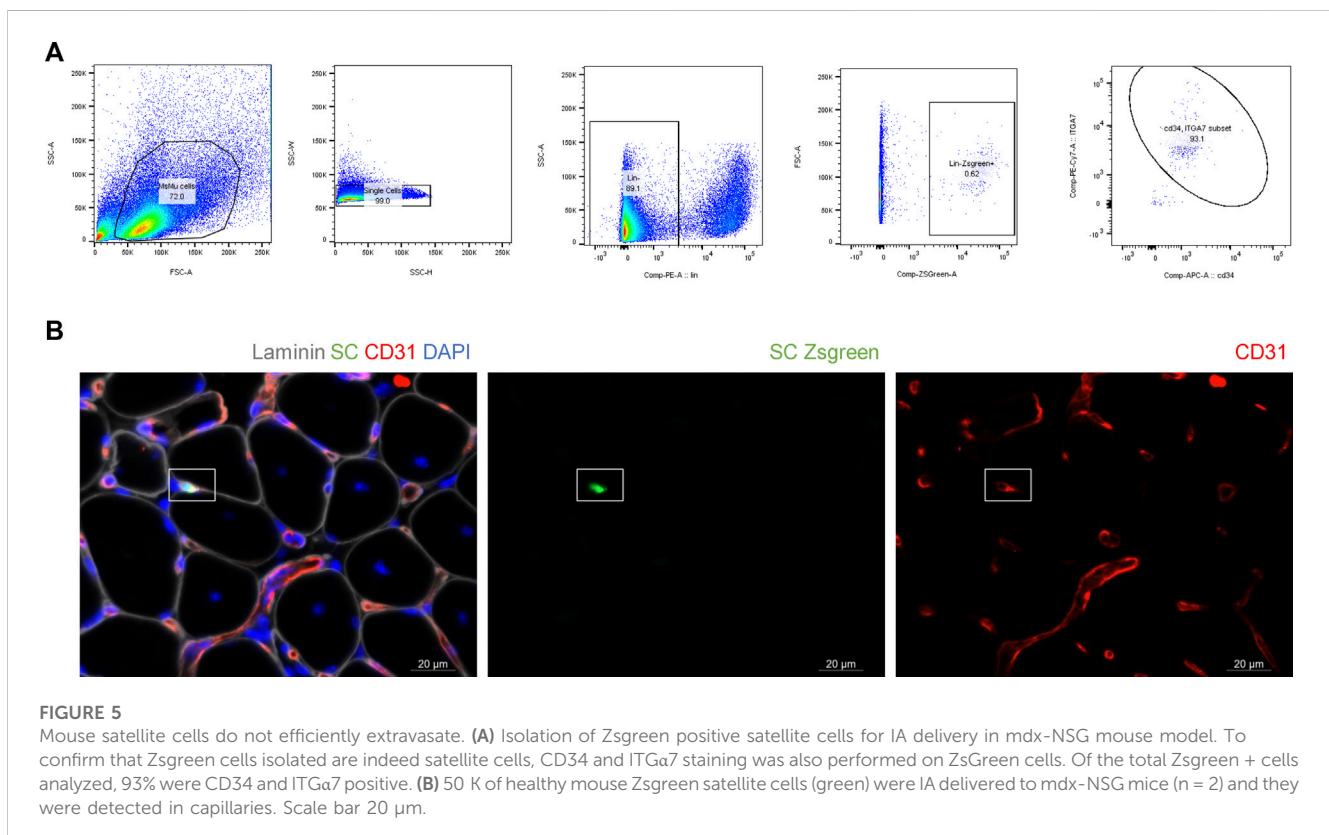 A
SSC-A
250K
200K
150K
100K
50K
0
MsMu cells
72.0
0 50K 100K 150K 200K 250K
FSC-A
SSC-W
250K
200K
150K
100K
50K
0
Single Cells
99.0
0 50K 100K 150K 200K 250K
SSC-H
SSC-A
250K
200K
150K
100K
50K
0
Lin-
69.1
-10³ 0 10³ 10⁴ 10⁵
Comp-PE-A :: lin
FSC-A
250K
200K
150K
100K
50K
0
Lin-Zsgreen+
0.62
-10³ 0 10³ 10⁴ 10⁵
Comp-ZSGreen-A
Comp-PE-Cy7-A :: ITGA7
10⁵
10⁴
10³
0
-10³
cd34, ITGA7 subset
93.1
-10³ 0 10³ 10⁴ 10⁵
Comp-APC-A :: cd34
B
Laminin SC CD31 DAPI
SC Zsgreen
CD31
20 µm
20 µm
20 µm
FIGURE 5
Mouse satellite cells do not efficiently extravasate. (A) Isolation of Zsgreen positive satellite cells for IA delivery in mdx-NSG mouse model. To
confirm that Zsgreen cells isolated are indeed satellite cells, CD34 and ITGα7 staining was also performed on ZsGreen cells. Of the total Zsgreen + cells
analyzed, 93% were CD34 and ITGα7 positive. (B) 50 K of healthy mouse Zsgreen satellite cells (green) were IA delivered to mdx-NSG mice (n = 2) and they
were detected in capillaries. Scale bar 20 µm.